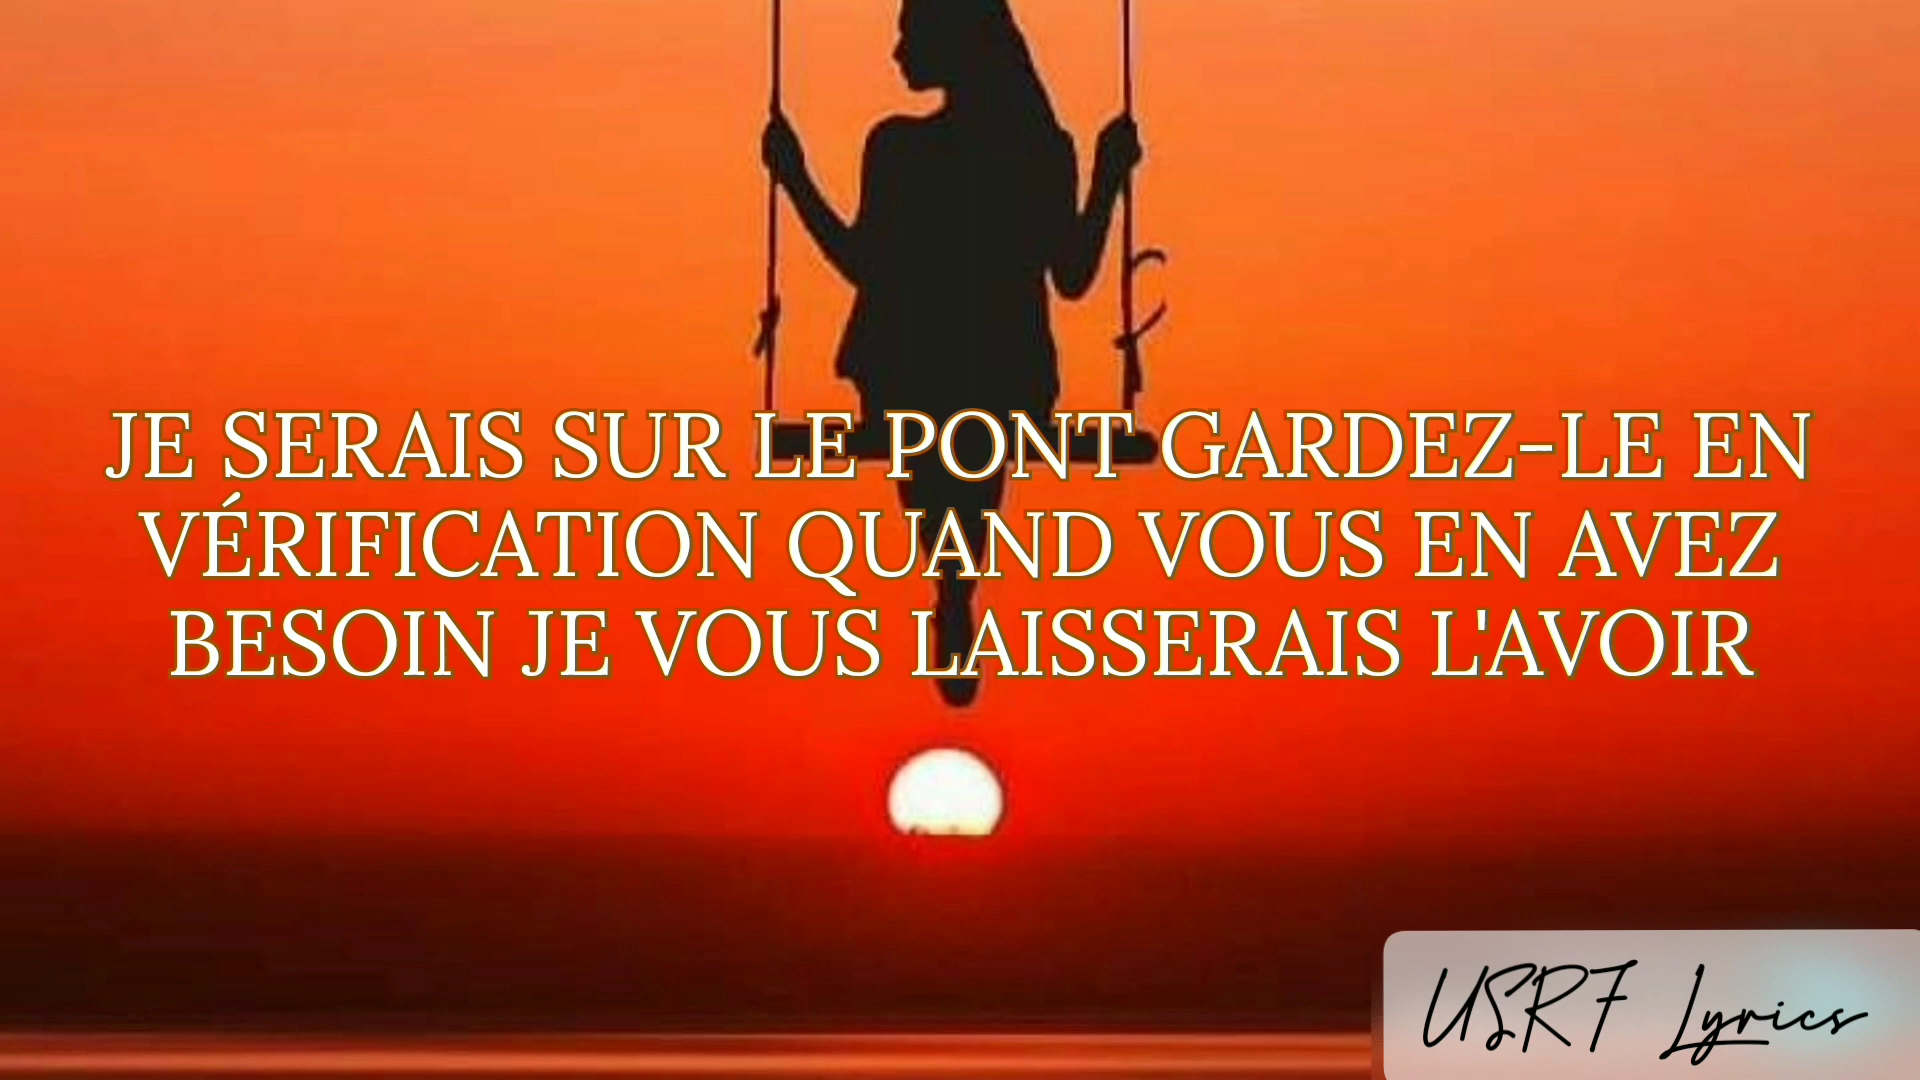 JE SERAIS SUR LE PONT GARDEZ-LE EN
VÉRIFICATION QUAND VOUS EN AVEZ
BESOIN JE VOUS LAISSERAIS L'AVOIR
USRF Lyrics